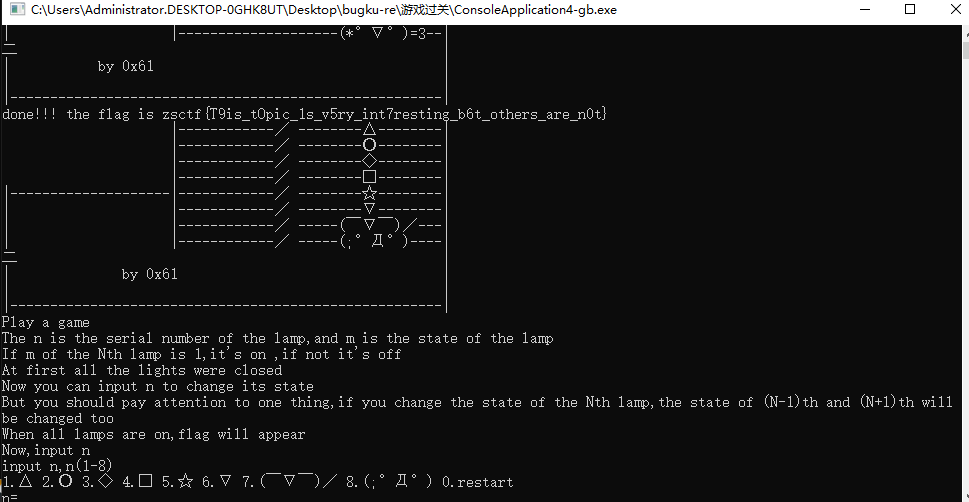 C:\Users\Administrator.DESKTOP-0GHK8UT\Desktop\bugku-re\游戏过关\ConsoleApplication4-gb.exe
|                    |--------------------(*°▽°)=3--|
二
|          by 0x61
|------------------------------------------------------|
done!!! the flag is zsctf{T9is_tOpic_1s_v5ry_int7resting_b6t_others_are_n0t}
|------------／ --------△--------|
|------------／ --------○--------|
|------------／ --------◇--------|
|------------／ --------□--------|
|--------------------|------------／ --------☆--------|
|                    |------------／ --------▽--------|
|                    |------------／ -----(￣▽￣)／---|
|                    |------------／ -----(;°Д°)----|
二
|             by 0x61
|------------------------------------------------------|
Play a game
The n is the serial number of the lamp,and m is the state of the lamp
If m of the Nth lamp is 1,it's on ,if not it's off
At first all the lights were closed
Now you can input n to change its state
But you should pay attention to one thing,if you change the state of the Nth lamp,the state of (N-1)th and (N+1)th will
be changed too
When all lamps are on,flag will appear
Now,input n
input n,n(1-8)
1.△ 2.○ 3.◇ 4.□ 5.☆ 6.▽ 7.(￣▽￣)／ 8.(;°Д°) 0.restart
n=